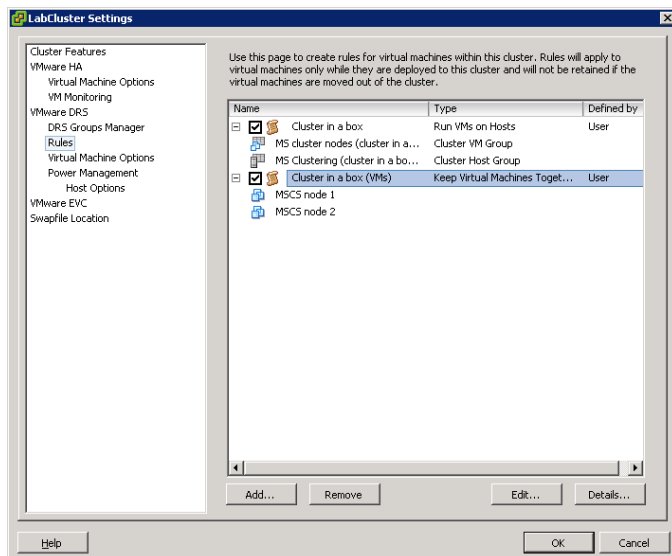 LabCluster Settings
Cluster Features
VMware HA
Virtual Machine Options
VM Monitoring
VMware DRS
DRS Groups Manager
Rules
Virtual Machine Options
Power Management
Host Options
VMware EVC
Swapfile Location
Use this page to create rules for virtual machines within this cluster. Rules will apply to
virtual machines only while they are deployed to this cluster and will not be retained if the
virtual machines are moved out of the cluster.
Name Type Defined by
Cluster in a box Run VMs on Hosts User
MS cluster nodes (cluster in a... Cluster VM Group
MS Clustering (cluster in a bo... Cluster Host Group
Cluster in a box (VMs) Keep Virtual Machines Toget... User
MSCS node 1
MSCS node 2
Add... Remove Edit... Details...
Help OK Cancel